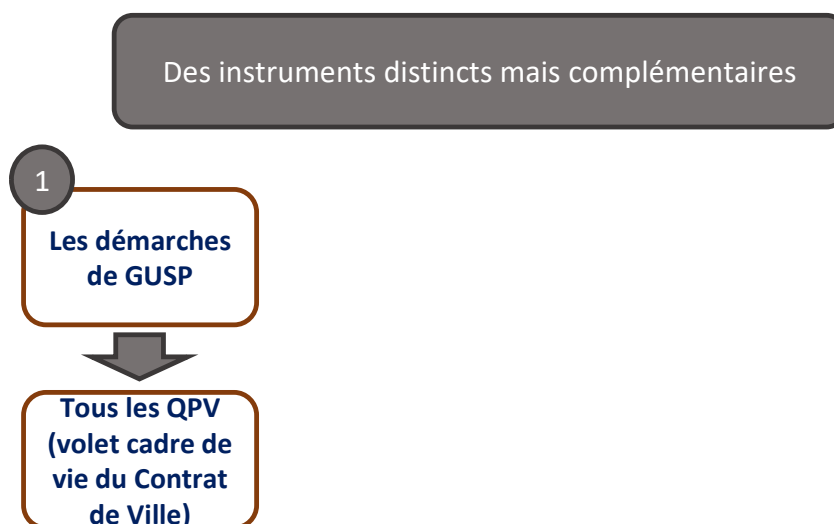 Des instruments distincts mais complémentaires
1
Les démarches
de GUSP
Tous les QPV
(volet cadre de
vie du Contrat
de Ville)